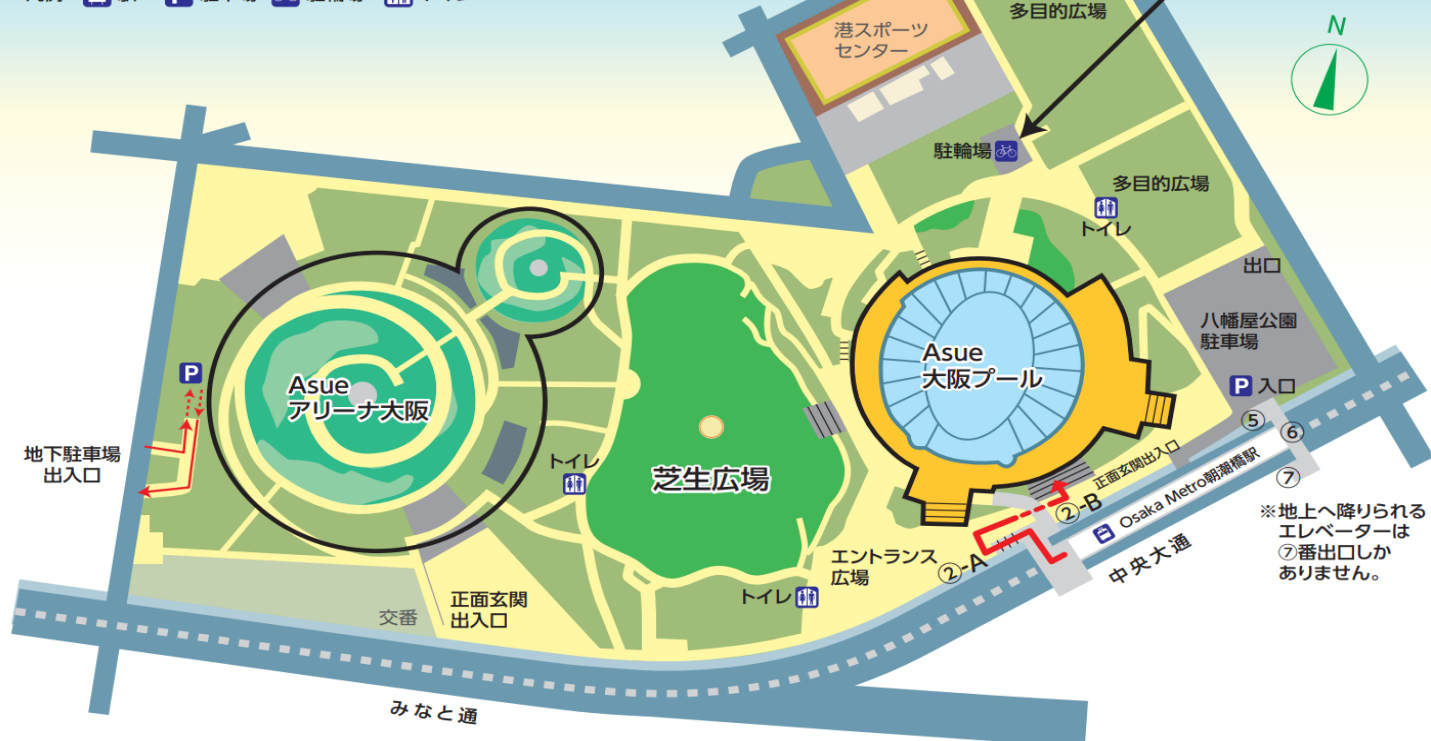 駐車場
駐輪場
多目的広場
港スポーツ
センター
N
駐輪場
多目的広場
トイレ
出口
八幡屋公園
駐車場
P 入口
Asue
大阪プール
P
Asue
アリーナ大阪
地下駐車場
出入口
トイレ
芝生広場
正面玄関出入口
⑤
⑥
⑦
②-B
Osaka Metro朝潮橋駅
②-A
エントランス
広場
中央大通
※地上へ降りられる
エレベーターは
⑦番出口しか
ありません。
トイレ
交番
正面玄関
出入口
みなと通